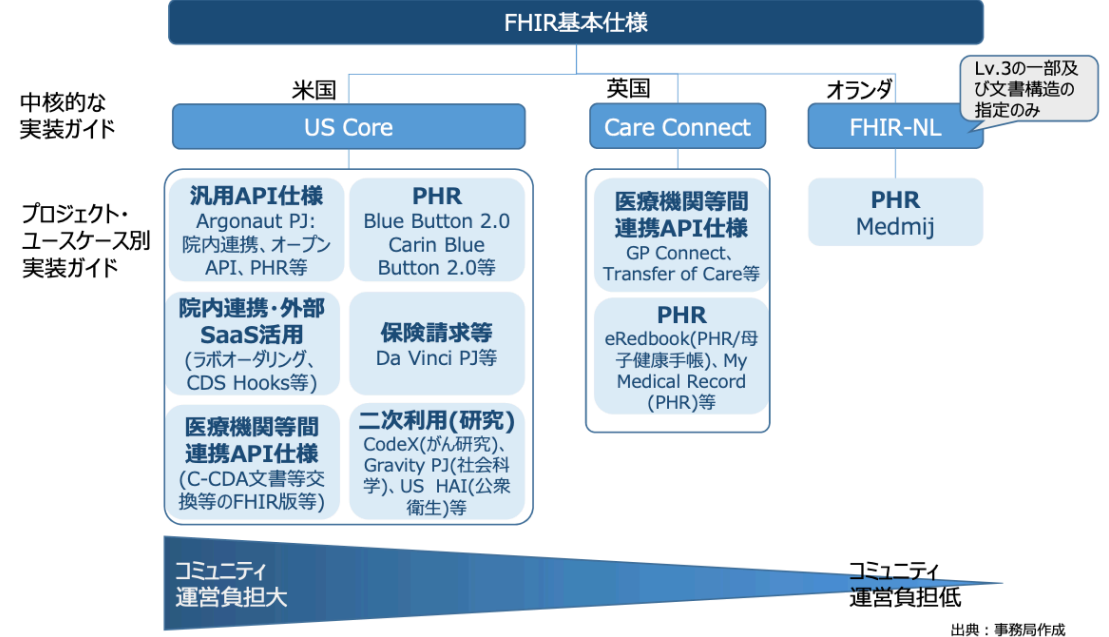 FHIR基本仕様
Lv.3の一部及
び文書構造の
指定のみ
中核的な
実装ガイド
米国
US Core
英国
Care Connect
オランダ
FHIR-NL
プロジェクト・
ユースケース別
実装ガイド
汎用API仕様
Argonaut PJ:
院内連携、オープン
API、PHR等
PHR
Blue Button 2.0
Carin Blue
Button 2.0等
院内連携・外部
SaaS活用
(ラボオーダリング、
CDS Hooks等)
保険請求等
Da Vinci PJ等
医療機関等間
連携API仕様
(C-CDA文書等交
換等のFHIR版等)
二次利用(研究)
CodeX(がん研究)、
Gravity PJ(社会科
学)、US HAI(公衆
衛生)等
医療機関等間
連携API仕様
GP Connect、
Transfer of Care等
PHR
eRedbook(PHR/母
子健康手帳)、My
Medical Record
(PHR)等
PHR
Medmij
コミュニティ
運営負担大
コミュニティ
運営負担低
出典：事務局作成